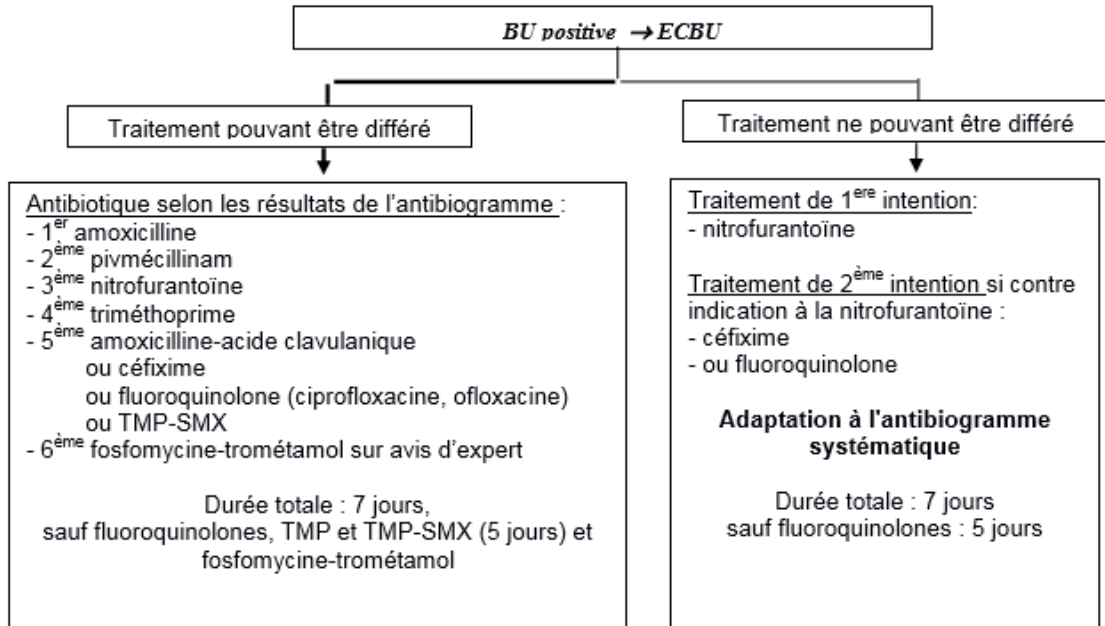 BU positive → ECBU
Traitement pouvant être différé
Antibiotique selon les résultats de l'antibiogramme :
- 1er amoxicilline
- 2ème pivmécillinam
- 3ème nitrofurantoïne
- 4ème triméthoprime
- 5ème amoxicilline-acide clavulanique
ou céfixime
ou fluoroquinolone (ciprofloxacine, ofloxacine)
ou TMP-SMX
- 6ème fosfomycine-trométamol sur avis d'expert
Durée totale : 7 jours,
sauf fluoroquinolones, TMP et TMP-SMX (5 jours) et
fosfomycine-trométamol
Traitement ne pouvant être différé
Traitement de 1ere intention:
- nitrofurantoïne
Traitement de 2ème intention si contre
indication à la nitrofurantoïne :
- céfixime
- ou fluoroquinolone
Adaptation à l'antibiogramme
systématique
Durée totale : 7 jours
sauf fluoroquinolones : 5 jours